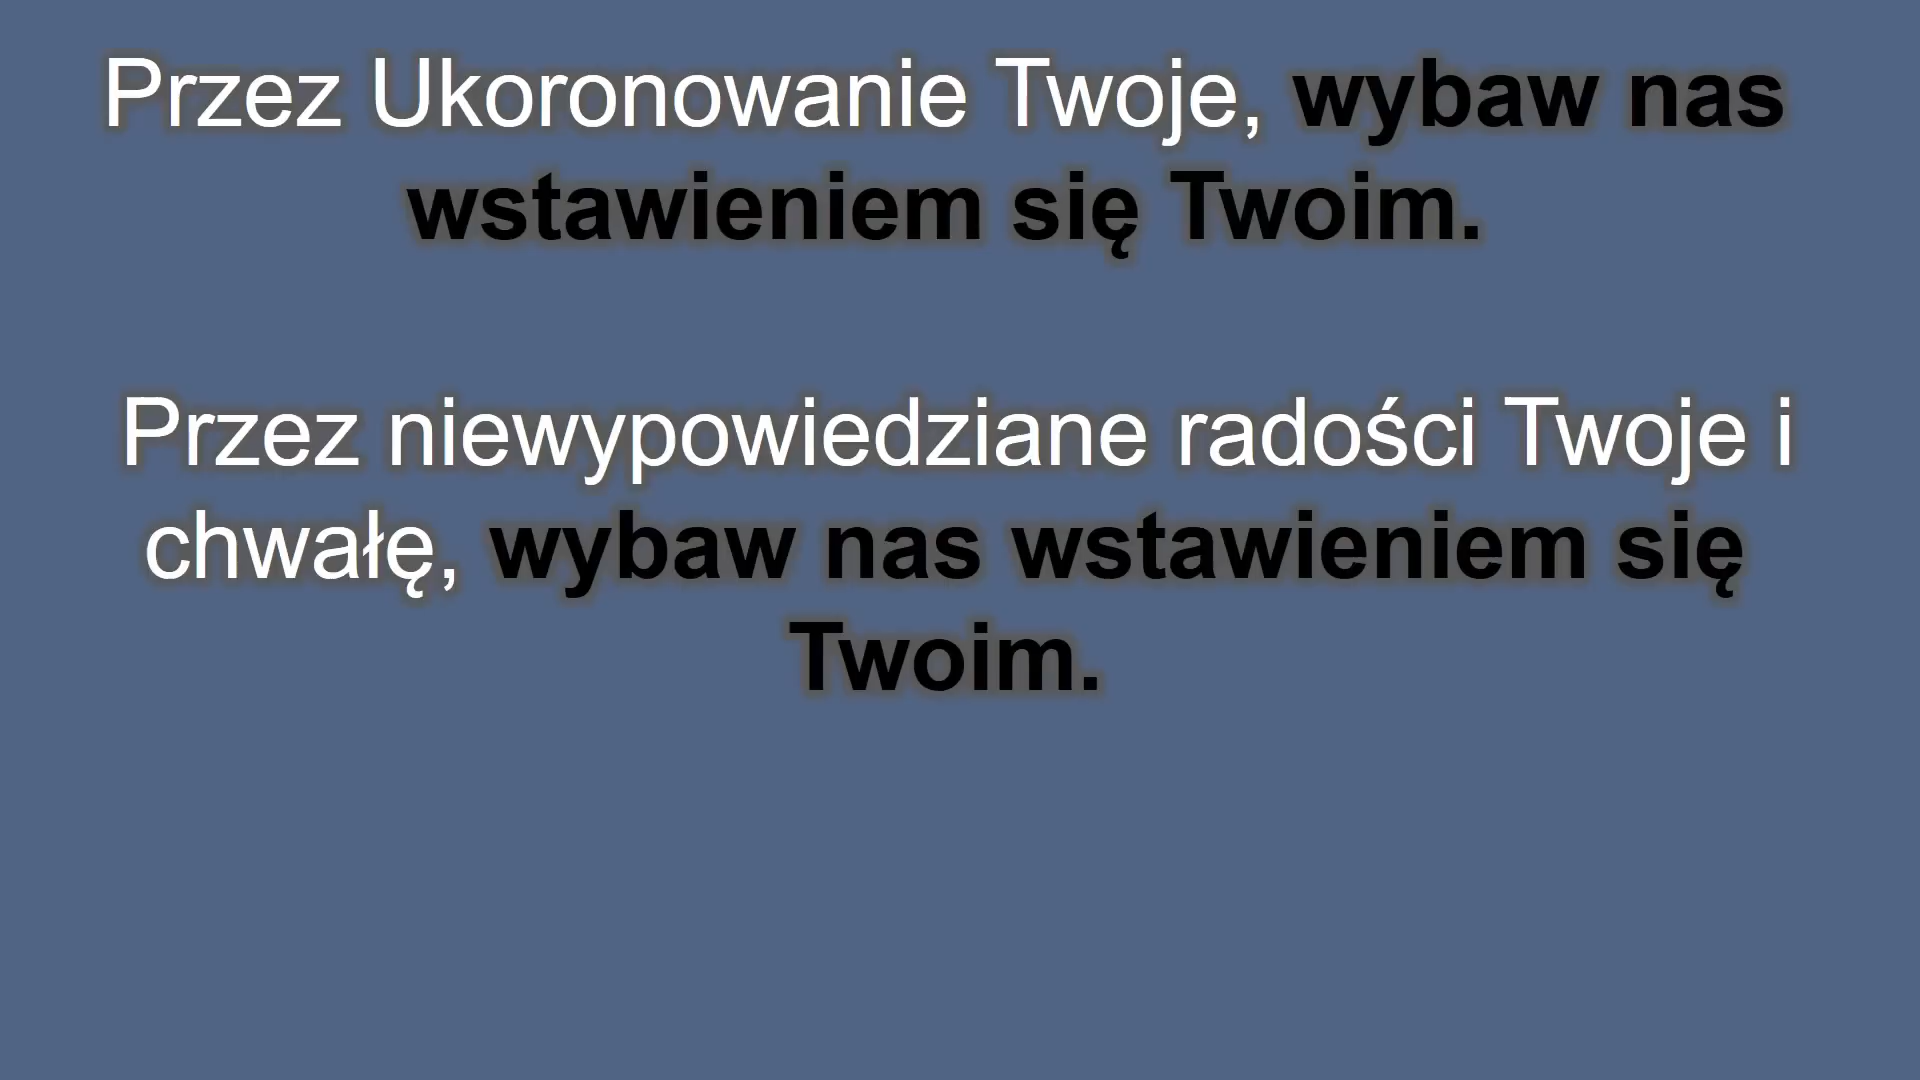 Przez Ukoronowanie Twoje, wybaw nas
wstawieniem się Twoim.
Przez niewypowiedziane radości Twoje i
chwałę, wybaw nas wstawieniem się
Twoim.